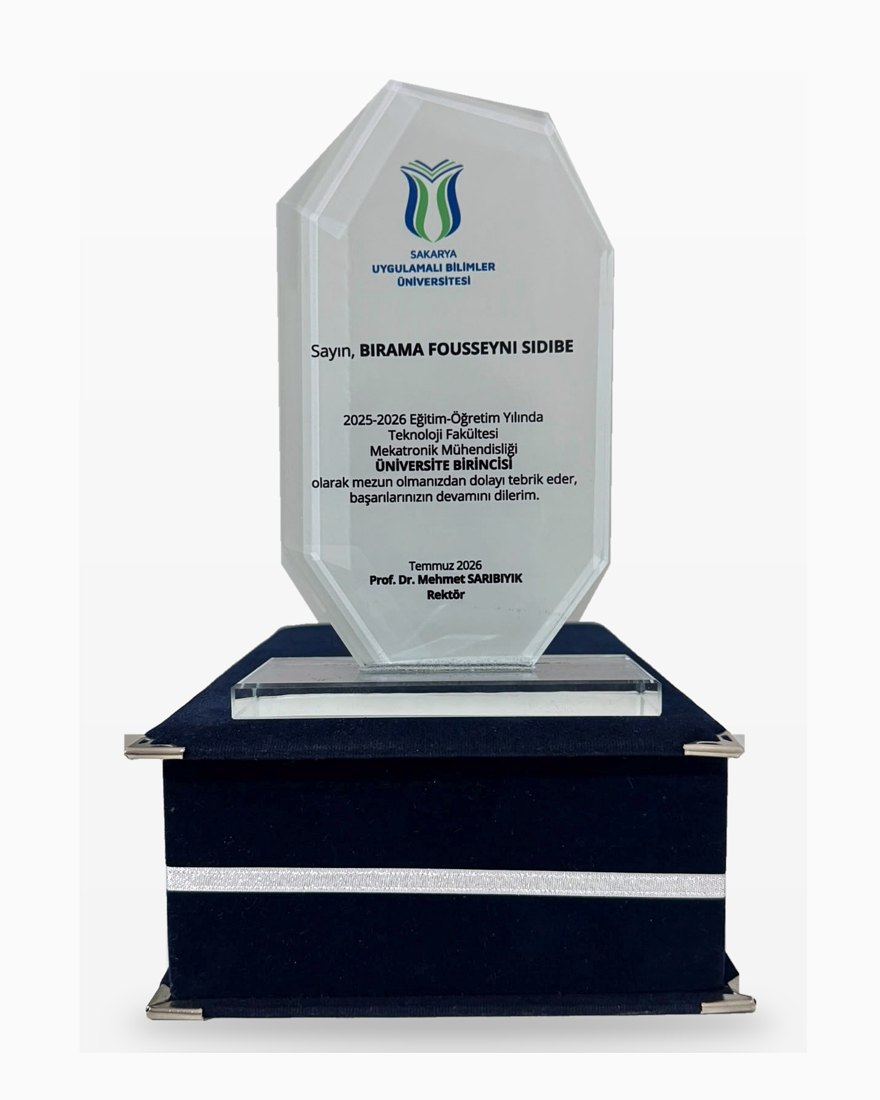 SAKARYA
UYGULAMALI BİLİMLER
ÜNİVERSİTESİ
Sayın, BIRAMA FOUSSEYNI SIDIBE
2025-2026 Eğitim-Öğretim Yılında
Teknoloji Fakültesi
Mekatronik Mühendisliği
ÜNİVERSİTE BİRİNCİSİ
olarak mezun olmanızdan dolayı tebrik eder,
başarılarınızın devamını dilerim.
Temmuz 2026
Prof. Dr. Mehmet SARIBIYIK
Rektör